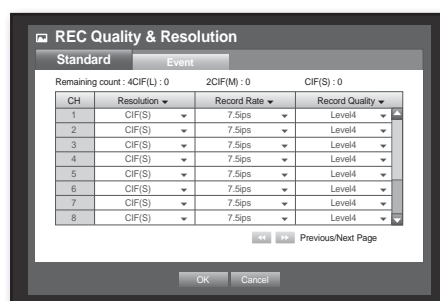 REC Quality & Resolution
Standard Event
Remaining count : 4CIF(L) : 0 2CIF(M) : 0 CIF(S) : 0
CH Resolution Record Rate Record Quality
1 CIF(S) 7.5ips Level4
2 CIF(S) 7.5ips Level4
3 CIF(S) 7.5ips Level4
4 CIF(S) 7.5ips Level4
5 CIF(S) 7.5ips Level4
6 CIF(S) 7.5ips Level4
7 CIF(S) 7.5ips Level4
8 CIF(S) 7.5ips Level4
Previous/Next Page
OK Cancel